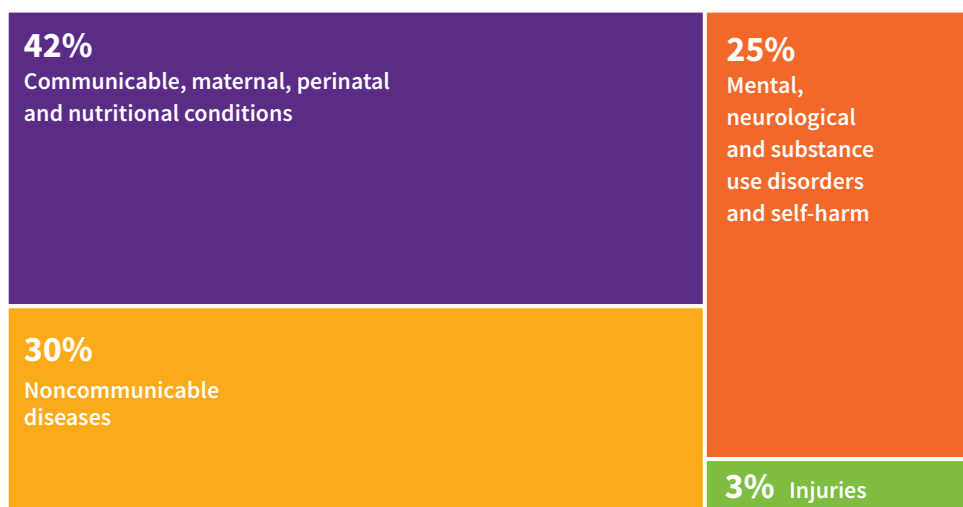 42%
Communicable, maternal, perinatal
and nutritional conditions
25%
Mental,
neurological
and substance
use disorders
and self-harm
30%
Noncommunicable
diseases
3% Injuries